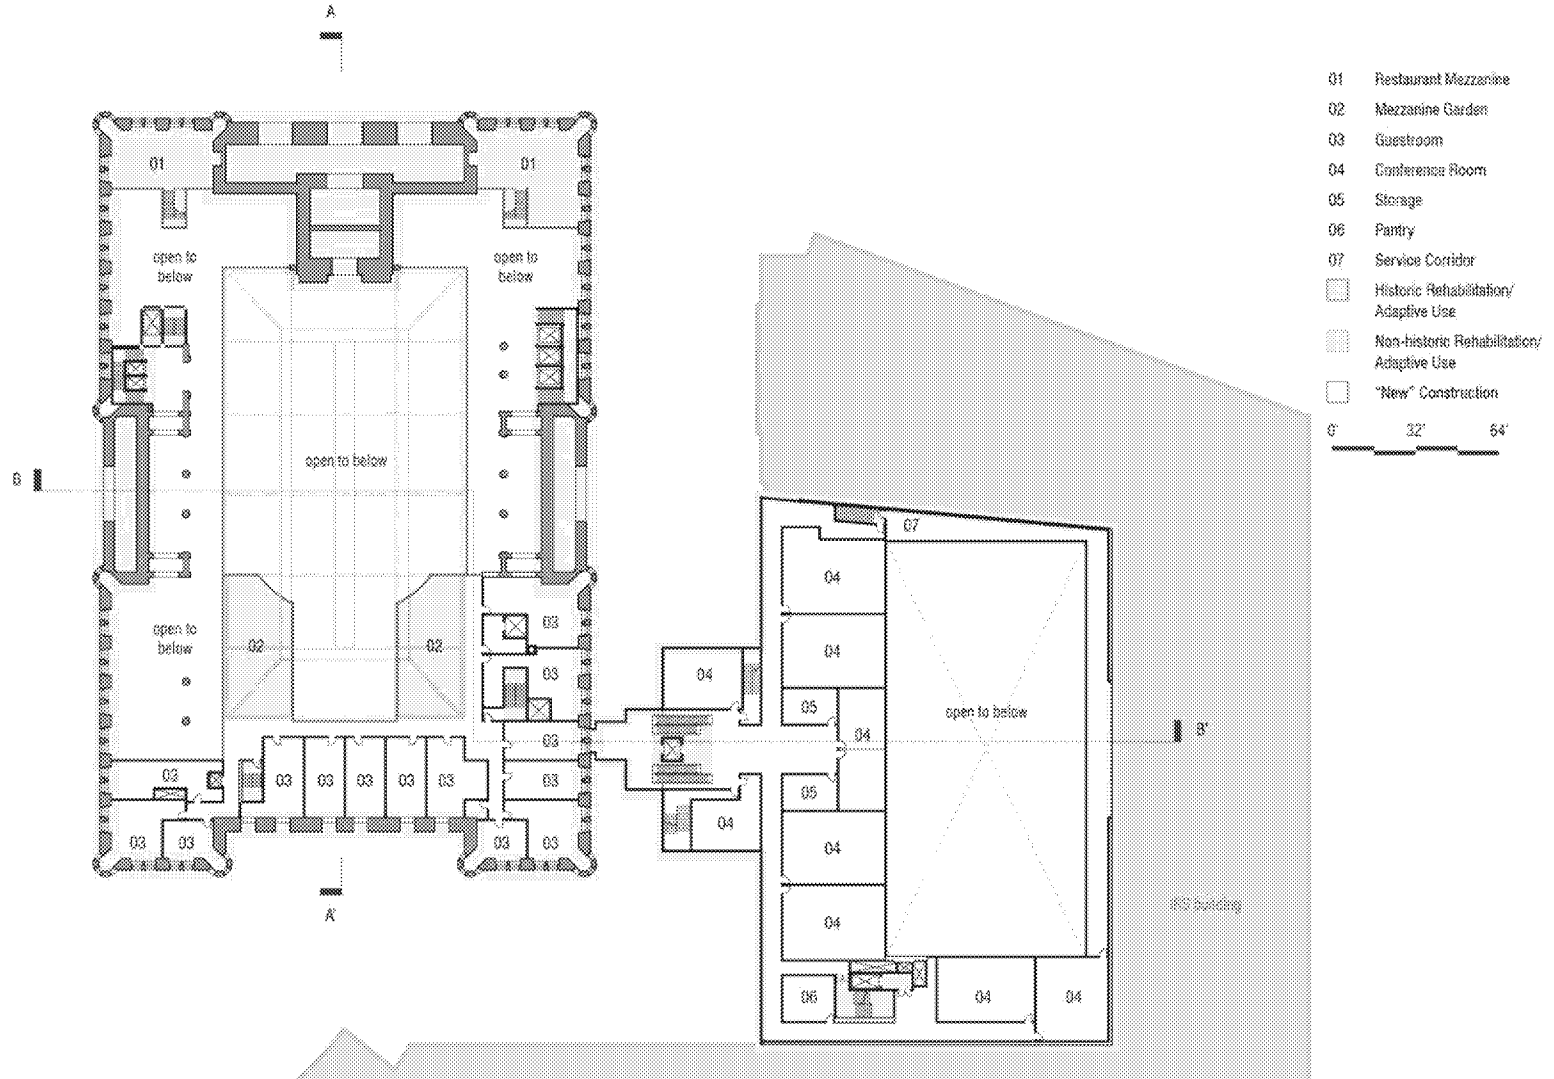 A
01 Restaurant Mezzanine
02 Mezzanine Garden
03 Guestroom
04 Conference Room
05 Storage
06 Pantry
07 Service Corridor
Historic Rehabilitation/
Adaptive Use
Non-historic Rehabilitation/
Adaptive Use
"New" Construction
0' 32' 64'
01
01
open to
below
open to
below
open to below
B
07
04
03
open to
below
02
02
04
03
04
05
04
open to below
B'
03
03
03
03
03
03
03
03
03
05
04
04
03
03
03
03
04
IRS building
A'
06
04
04